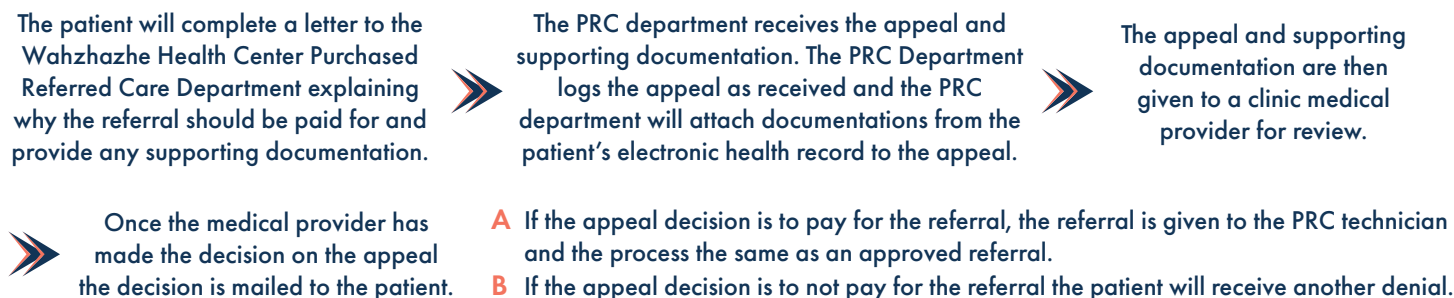 The patient will complete a letter to the
Wahzhazhe Health Center Purchased
Referred Care Department explaining
why the referral should be paid for and
provide any supporting documentation.
The PRC department receives the appeal and
supporting documentation. The PRC Department
logs the appeal as received and the PRC
department will attach documentations from the
patient's electronic health record to the appeal.
The appeal and supporting
documentation are then
given to a clinic medical
provider for review.
Once the medical provider has
made the decision on the appeal
the decision is mailed to the patient.
A If the appeal decision is to pay for the referral, the referral is given to the PRC technician
and the process the same as an approved referral.
B If the appeal decision is to not pay for the referral the patient will receive another denial.